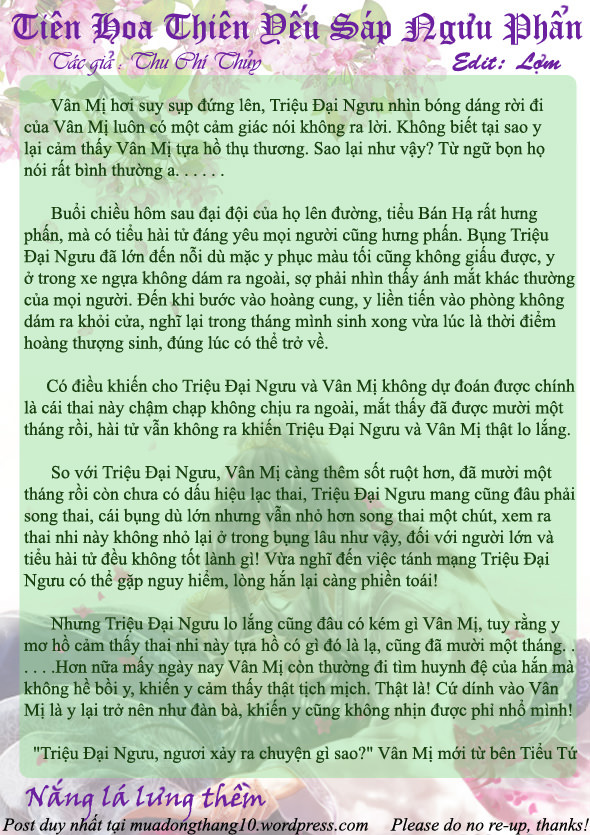 Tiên Hoa Thiên Yếu Sáp Ngưu Phẩn
Tác giả : Thu Chí Thủy Edit: Lợm
Vân Mị hơi suy sụp đứng lên, Triệu Đại Ngưu nhìn bóng dáng rời đi
của Vân Mị luôn có một cảm giác nói không ra lời. Không biết tại sao y
lại cảm thấy Vân Mị tựa hồ thụ thương. Sao lại như vậy? Từ ngữ bọn họ
nói rất bình thường a. . . . . .
Buổi chiều hôm sau đại đội của họ lên đường, tiểu Bán Hạ rất hưng
phấn, mà có tiểu hài tử đáng yêu mọi người cũng hưng phấn. Bụng Triệu
Đại Ngưu đã lớn đến nỗi dù mặc y phục màu tối cũng không giấu được, y
ở trong xe ngựa không dám ra ngoài, sợ phải nhìn thấy ánh mắt khác thường
của mọi người. Đến khi bước vào hoàng cung, y liền tiến vào phòng không
dám ra khỏi cửa, nghĩ lại trong tháng mình sinh xong vừa lúc là thời điểm
hoàng thượng sinh, đúng lúc có thể trở về.
Có điều khiến cho Triệu Đại Ngưu và Vân Mị không dự đoán được chính
là cái thai này chậm chạp không chịu ra ngoài, mắt thấy đã được mười một
tháng rồi, hài tử vẫn không ra khiến Triệu Đại Ngưu và Vân Mị thật lo lắng.
So với Triệu Đại Ngưu, Vân Mị càng thêm sốt ruột hơn, đã mười một
tháng rồi còn chưa có dấu hiệu lạc thai, Triệu Đại Ngưu mang cũng đâu phải
song thai, cái bụng dù lớn nhưng vẫn nhỏ hơn song thai một chút, xem ra
thai nhi này không nhỏ lại ở trong bụng lâu như vậy, đối với người lớn và
tiểu hài tử đều không tốt lành gì! Vừa nghĩ đến việc tánh mạng Triệu Đại
Ngưu có thể gặp nguy hiểm, lòng hắn lại càng phiền toái!
Nhưng Triệu Đại Ngưu lo lắng cũng đâu có kém gì Vân Mị, tuy rằng y
mơ hồ cảm thấy thai nhi này tựa hồ có gì đó là lạ, cũng đã mười một tháng. .
. . . .Hơn nữa mấy ngày nay Vân Mị còn thường đi tìm huynh đệ của hắn mà
không hề bồi y, khiến y cảm thấy thật tịch mịch. Thật là! Cứ dính vào Vân
Mị là y lại trở nên như đàn bà, khiến y cũng không nhịn được phỉ nhổ mình!
"Triệu Đại Ngưu, ngươi xảy ra chuyện gì sao?" Vân Mị mới từ bên Tiểu Tứ
Nắng lá lưng thềm
Post duy nhất tại muadongthang10.wordpress.com Please do no re-up, thanks!